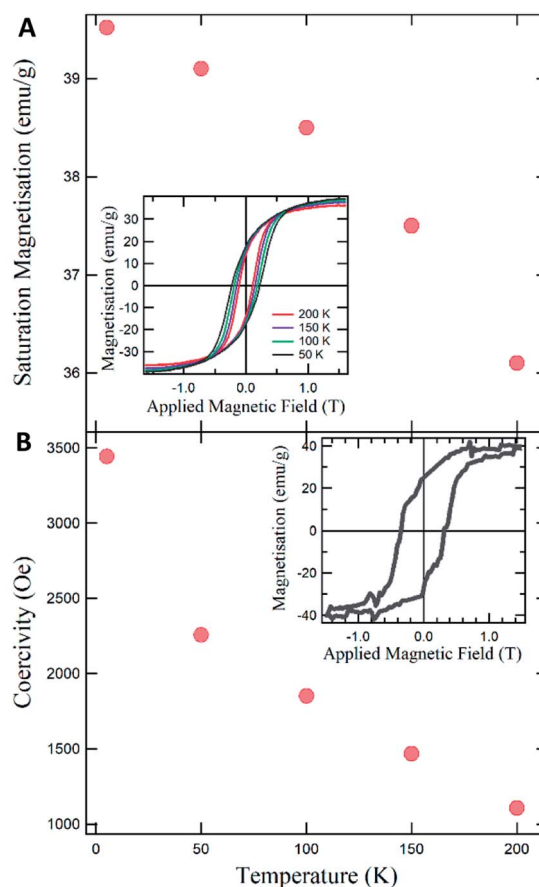 A
Saturation Magnetisation (emu/g)
39
38
37
36
Magnetisation (emu/g)
30
20
10
0
-10
-20
-30
200 K
150 K
100 K
50 K
-1.0
0.0
1.0
Applied Magnetic Field (T)
B
Coercivity (Oe)
3500
3000
2500
2000
1500
1000
Magnetisation (emu/g)
40
20
0
-20
-40
-1.0
0.0
1.0
Applied Magnetic Field (T)
0
50
100
150
200
Temperature (K)